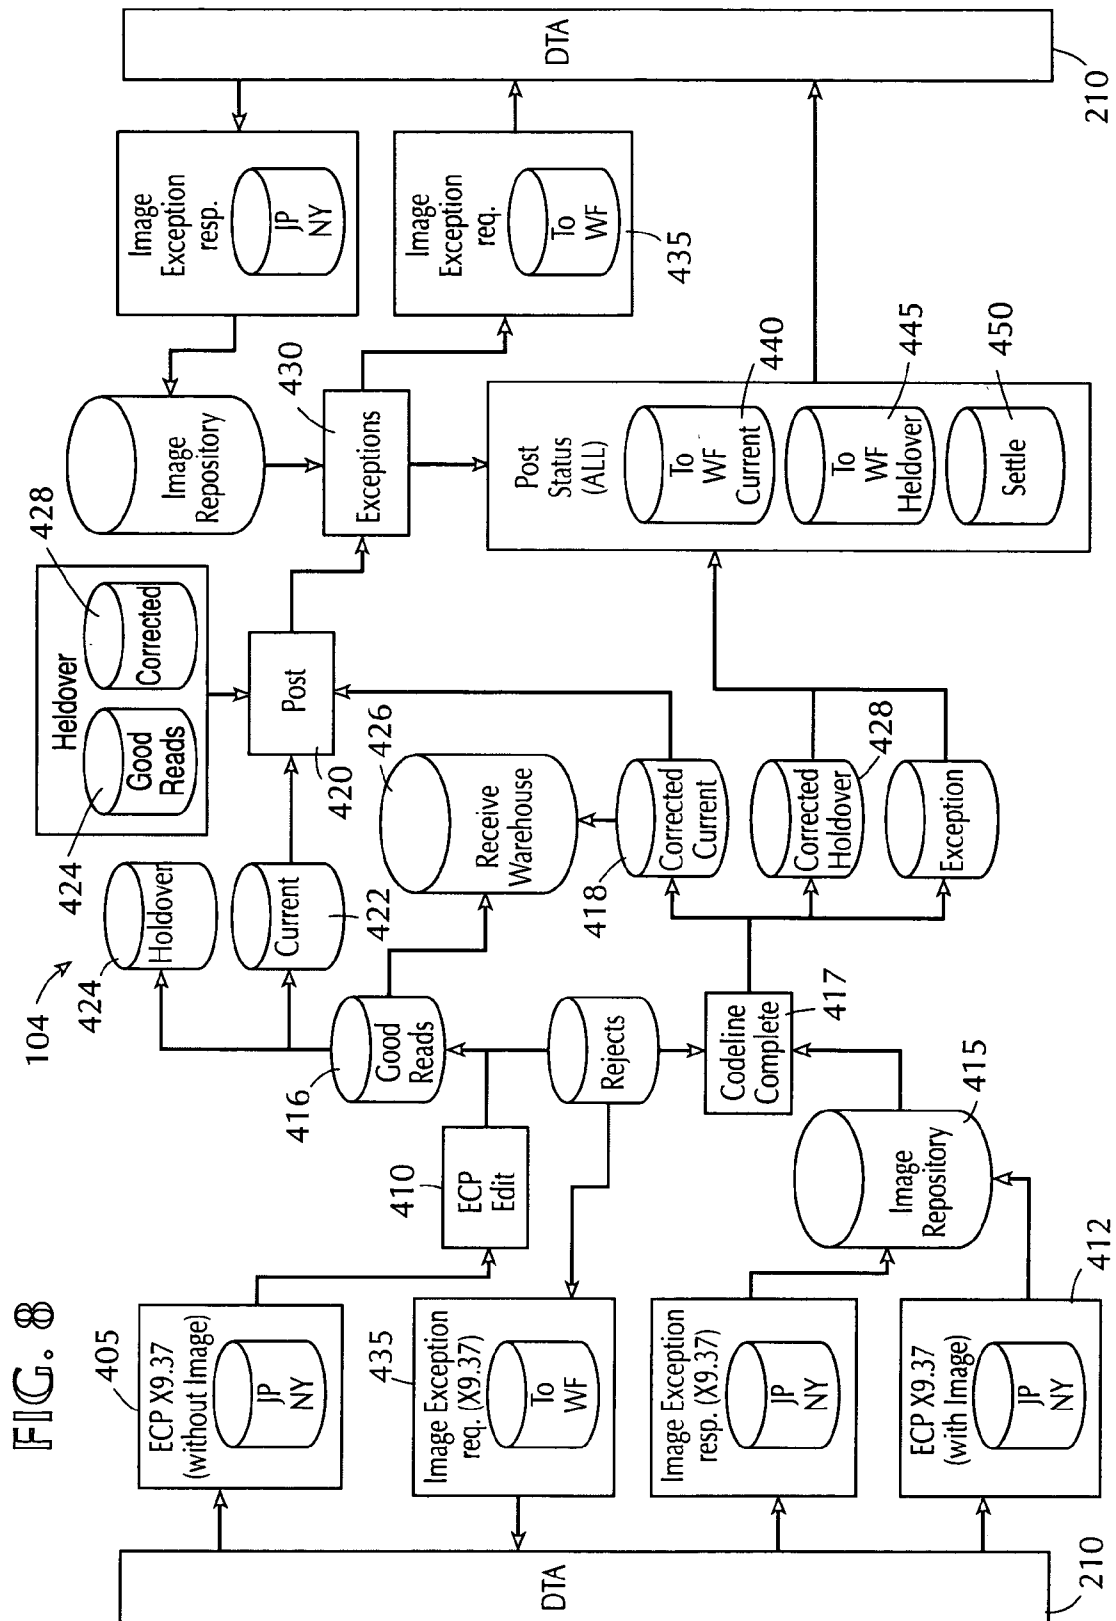 FIG. 8
104
DTA
210
405
ECP X9.37
(without Image)
JP
NY
435
Image Exception
req. (X9.37)
To
WF
Image Exception
resp. (X9.37)
JP
NY
ECP X9.37
(with Image)
JP
NY
412
410
ECP
Edit
Image
Repository
415
416
Good
Reads
Rejects
Codeline
Complete
417
424
Holdover
Current
422
Receive
Warehouse
426
418
Corrected
Current
Corrected
Holdover
428
Exception
Heldover
424
Good
Reads
428
Corrected
Post
420
Image
Repository
430
Exceptions
Post
Status
(ALL)
To
WF
Current
440
To
WF
Heldover
445
Settle
450
Image
Exception
resp.
JP
NY
Image
Exception
req.
To
WF
435
DTA
210